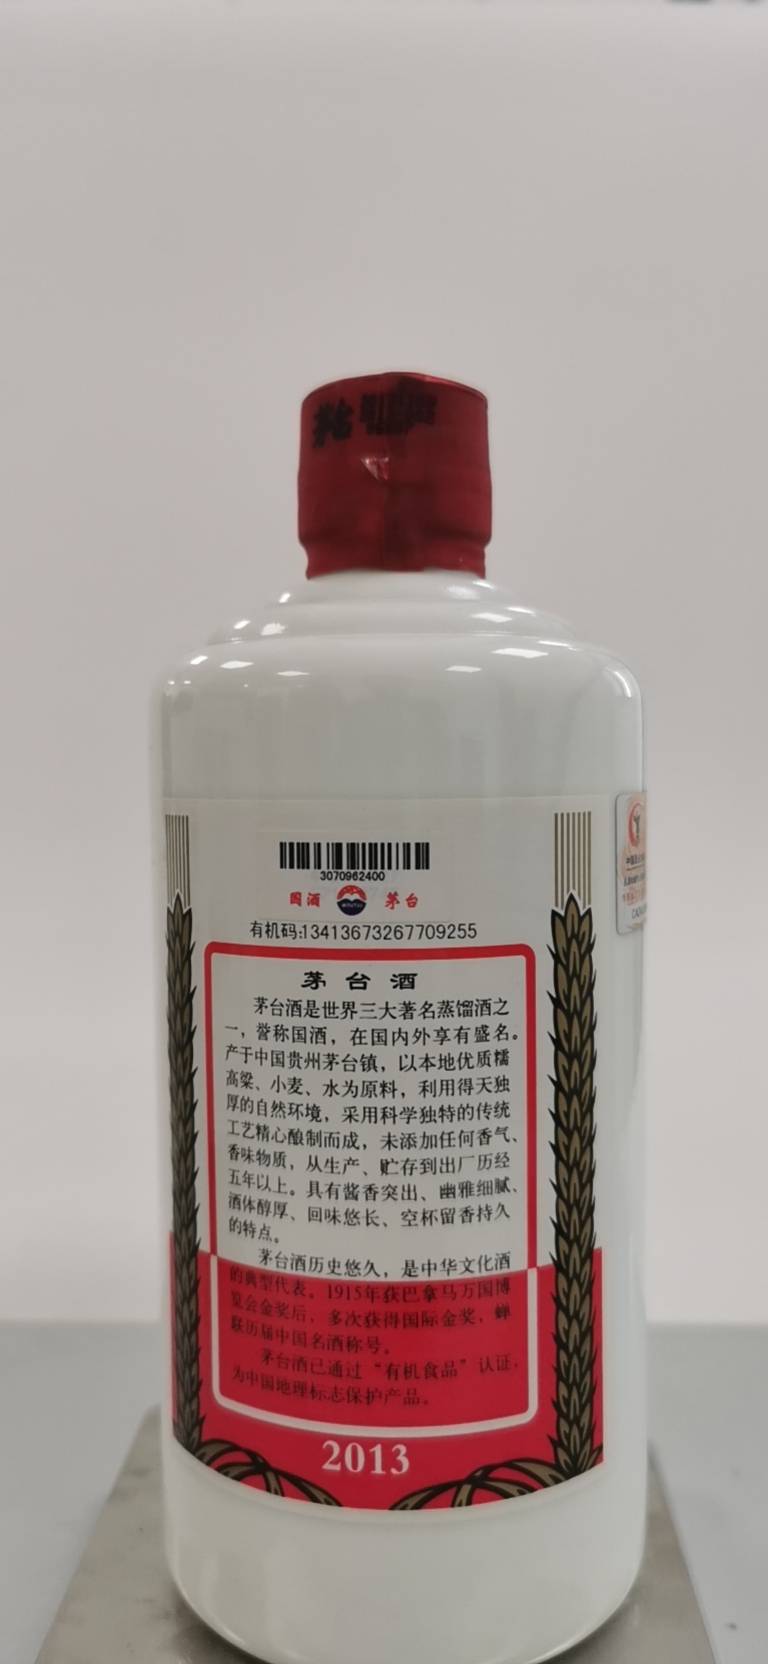 3070962400
国酒 茅台
有机码:13413673267709255
茅台酒
茅台酒是世界三大著名蒸馏酒之
一，誉称国酒，在国内外享有盛名。
产于中国贵州茅台镇，以本地优质糯
高粱、小麦、水为原料，利用得天独
厚的自然环境，采用科学独特的传统
工艺精心酿制而成，未添加任何香气、
香味物质，从生产、贮存到出厂历经
五年以上。具有酱香突出、幽雅细腻、
酒体醇厚、回味悠长、空杯留香持久
的特点。
茅台酒历史悠久，是中华文化酒
的典型代表。1915年获巴拿马万国博
览会金奖后，多次获得国际金奖，蝉
联历届中国名酒称号。
茅台酒已通过“有机食品”认证，
为中国地理标志保护产品。
2013